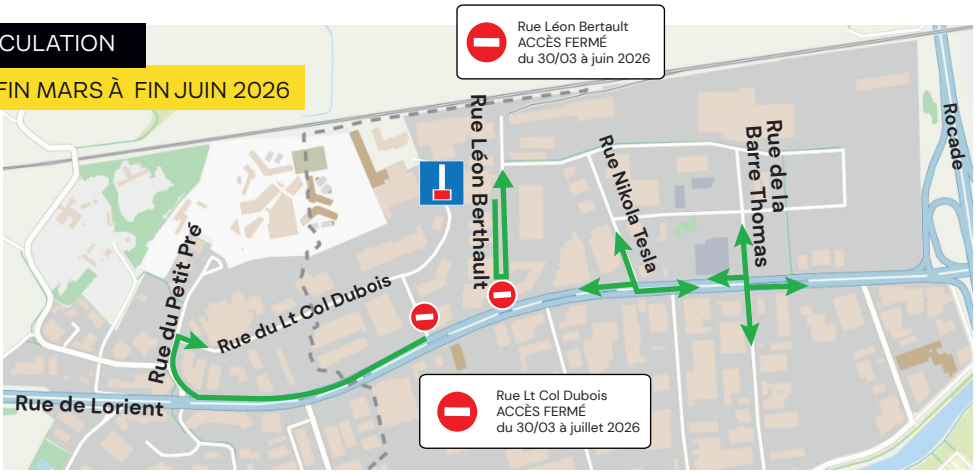 CULATION
FIN MARS À FIN JUIN 2026
Rue Léon Bertault
ACCÈS FERMÉ
du 30/03 à juin 2026
Rue Léon Berthault
Rue Nikola Tesla
Rue de la
Barre Thomas
Rocade
Rue du Petit Pré
Rue du Lt Col Dubois
Rue de Lorient
Rue Lt Col Dubois
ACCÈS FERMÉ
du 30/03 à juillet 2026